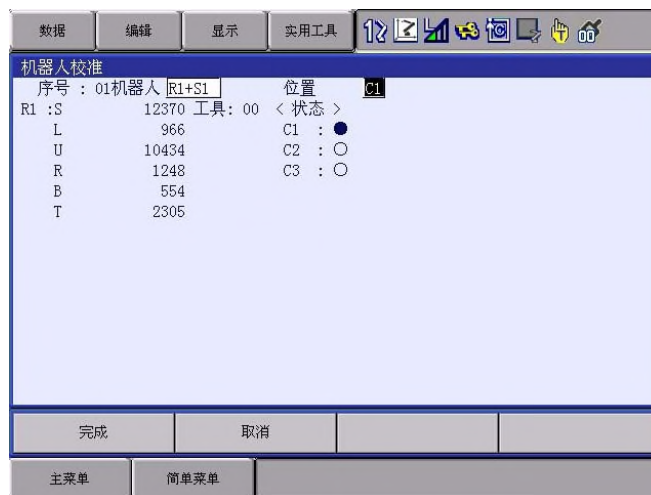 数据 编辑 显示 实用工具
机器人校准
序号 : 01机器人 R1+S1 位置 C1
R1 :S 12370 工具: 00 < 状态 >
L 966 C1 : ●
U 10434 C2 : ○
R 1248 C3 : ○
B 554
T 2305
完成 取消
主菜单 简单菜单